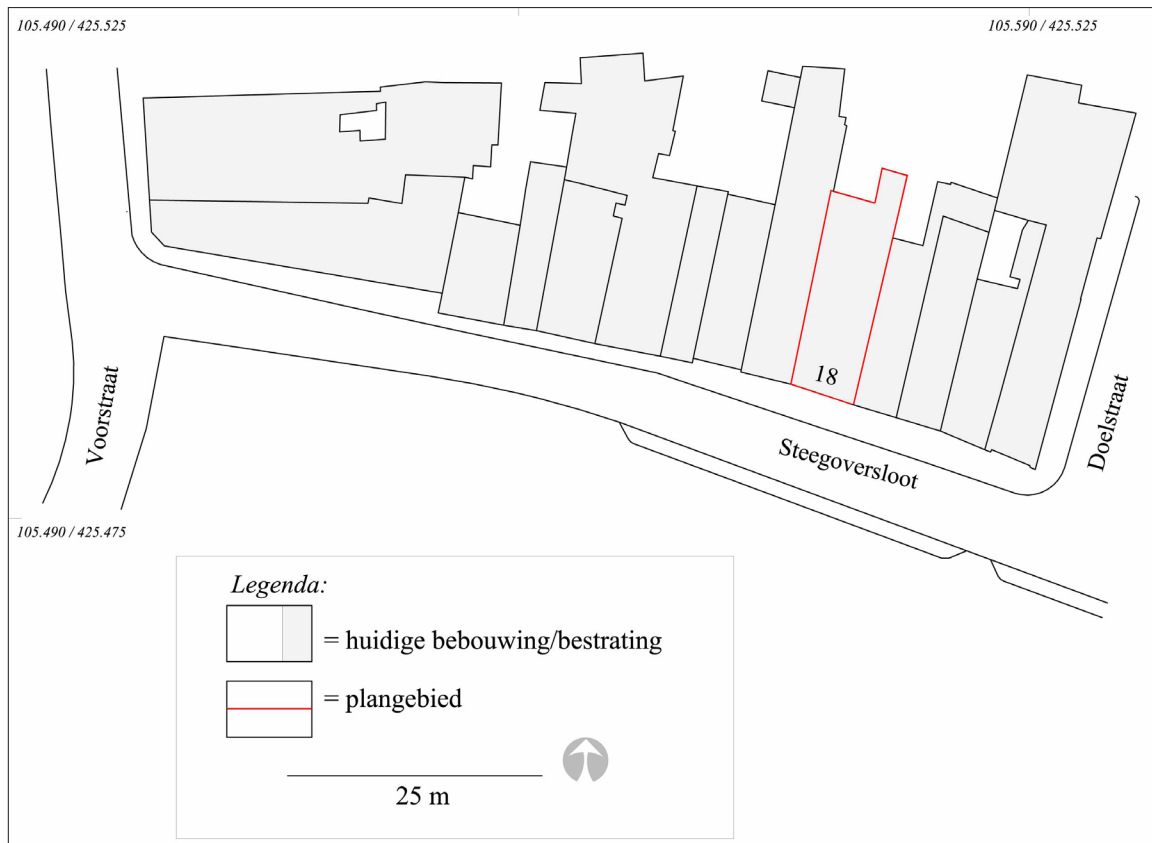 105.490 / 425.525
105.590 / 425.525
18
Voorstraat
Steegoversloot
Doelstraat
105.490 / 425.475
Legenda:
= huidige bebouwing/bestrating
= plangebied
25 m